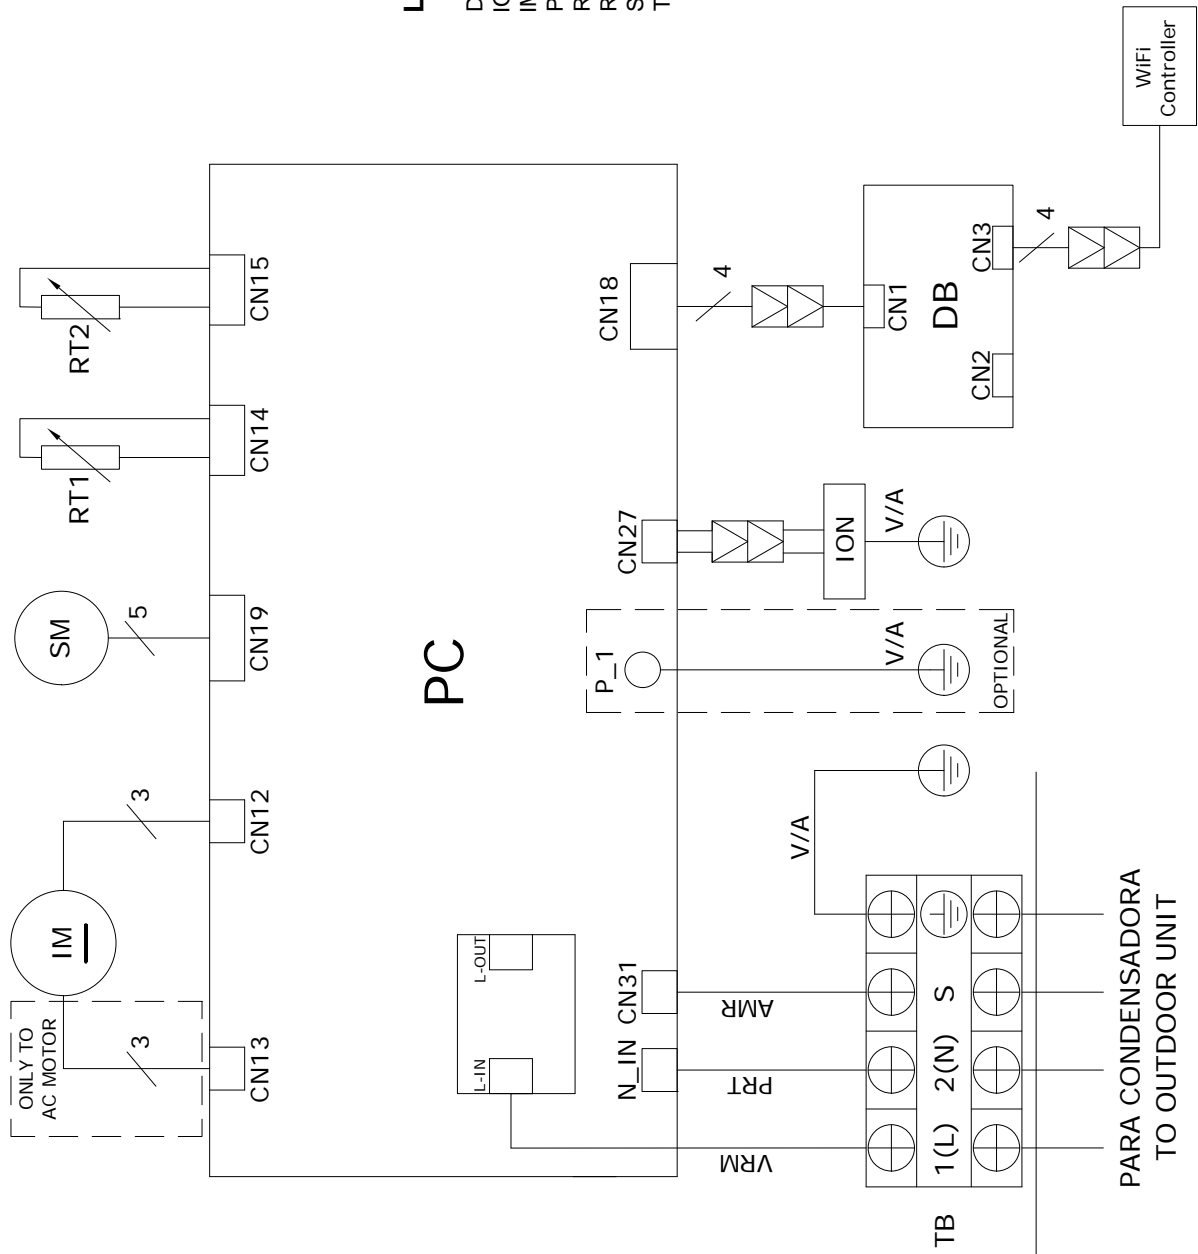 ONLY TO
AC MOTOR
3
IM
3
SM
5
RT1
RT2
CN13
CN12
CN19
CN14
CN15
PC
L-IN
L-OUT
N_IN
CN31
P_1
CN27
CN18
VRM
PRT
AMR
V/A
4
ION
V/A
V/A
OPTIONAL
CN1
DB
CN2
CN3
4
WiFi
Controller
TB
1(L)
2(N)
S
PARA CONDENSADORA
TO OUTDOOR UNIT